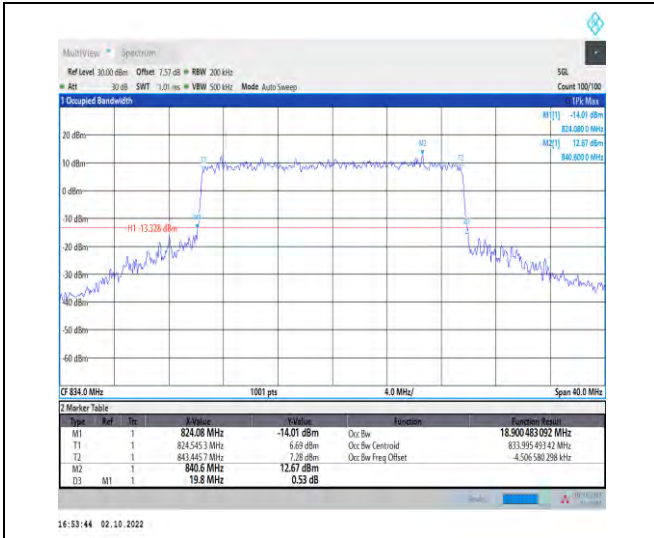 MultiView Spectrum
Ref Level 30.00 dBm Offset 7.57 dB RBW 200 kHz SGL
Att 30 dB SWT 1.01 ms VBW 500 kHz Mode Auto Sweep Count 100/100
1 Occupied Bandwidth 1Pk Max
M1[1] -14.01 dBm
824.080 0 MHz
M2[1] 12.67 dBm
840.600 0 MHz
20 dBm
M2
T1 T2
10 dBm
0 dBm
-10 dBm
H1 -13.328 dBm
-20 dBm
-30 dBm
-40 dBm
-50 dBm
-60 dBm
CF 834.0 MHz 1001 pts 4.0 MHz/ Span 40.0 MHz
2 Marker Table
Type Ref Trc X-Value Y-Value Function Function Result
M1 1 824.08 MHz -14.01 dBm Occ Bw 18.900 483 092 MHz
T1 1 824.545 3 MHz 6.69 dBm Occ Bw Centroid 833.995 493 42 MHz
T2 1 843.445 7 MHz 7.28 dBm Occ Bw Freq Offset -4.506 580 298 kHz
M2 1 840.6 MHz 12.67 dBm
D3 M1 1 19.8 MHz 0.53 dB
16:53:44 02.10.2022